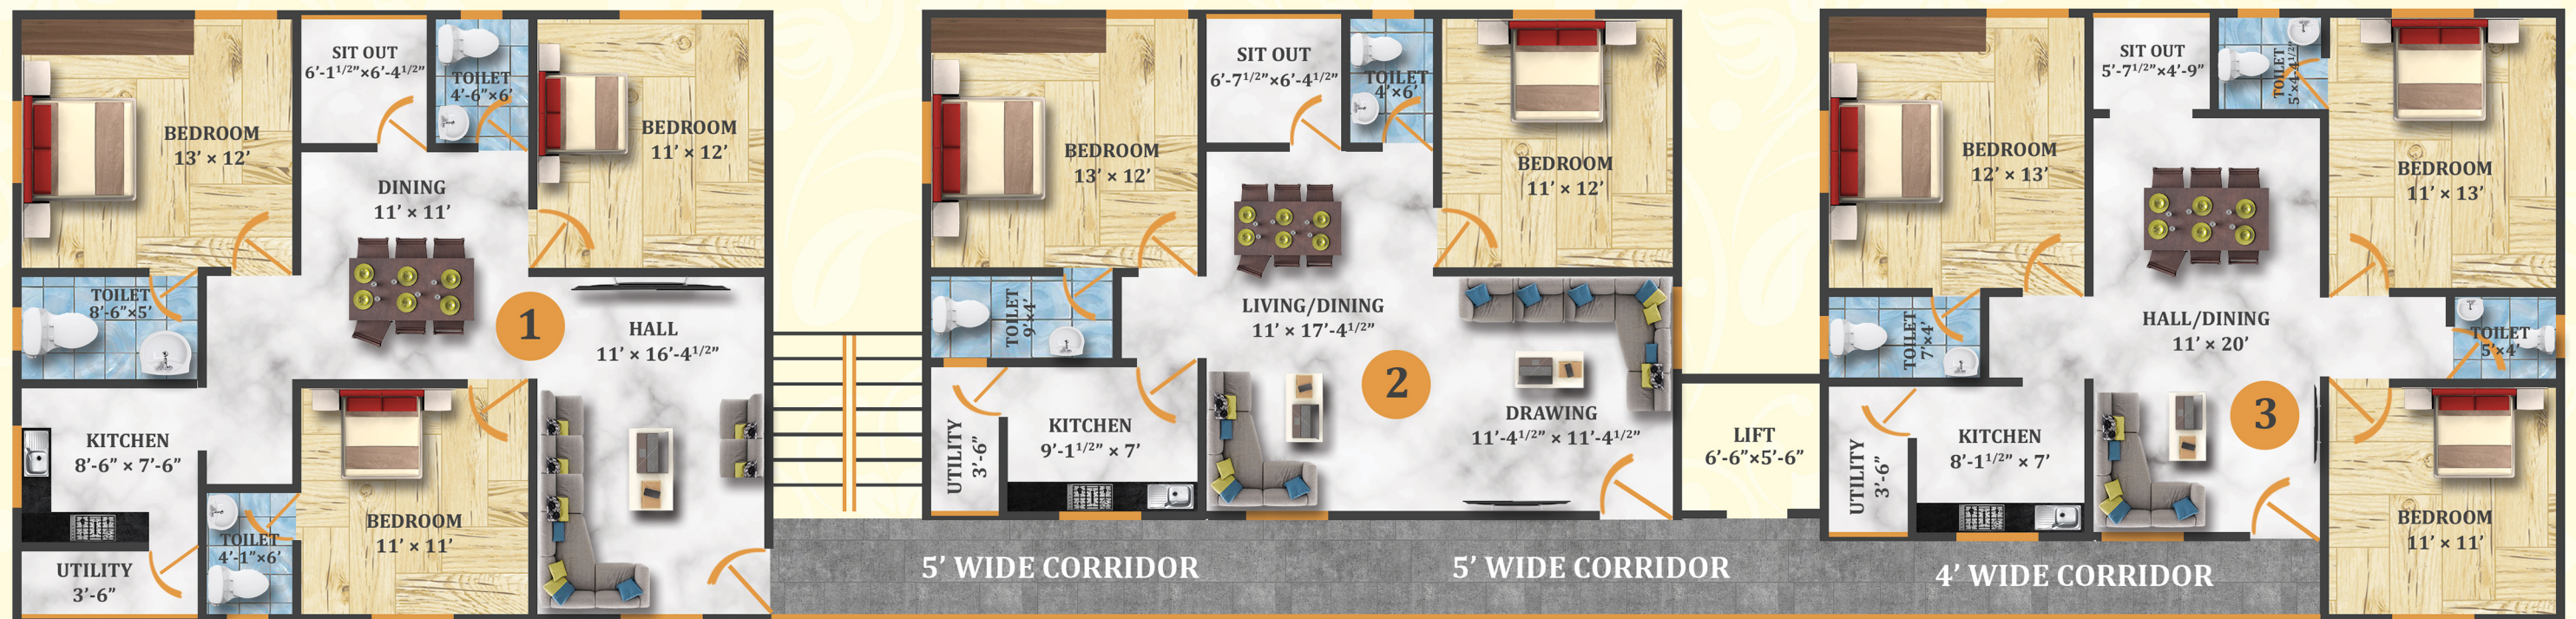 BEDROOM
13’ × 12’
SIT OUT
6’-1 1/2”×6’-4 1/2”
TOILET
4’-6”×6’
BEDROOM
11’ × 12’
DINING
11’ × 11’
TOILET
8’-6”×5’
1
HALL
11’ × 16’-4 1/2”
KITCHEN
8’-6” × 7’-6”
BEDROOM
11’ × 11’
TOILET
4’-1”×6’
UTILITY
3’-6”
BEDROOM
13’ × 12’
SIT OUT
6’-7 1/2”×6’-4 1/2”
TOILET
4’×6’
BEDROOM
11’ × 12’
TOILET
9’×4’
LIVING/DINING
11’ × 17’-4 1/2”
2
DRAWING
11’-4 1/2” × 11’-4 1/2”
UTILITY
3’-6”
KITCHEN
9’-1 1/2” × 7’
LIFT
6’-6”×5’-6”
5’ WIDE CORRIDOR
5’ WIDE CORRIDOR
BEDROOM
12’ × 13’
SIT OUT
5’-7 1/2”×4’-9”
TOILET
5’×4-4 1/2”
BEDROOM
11’ × 13’
TOILET
7’×4’
HALL/DINING
11’ × 20’
TOILET
5’×4’
3
UTILITY
3’-6”
KITCHEN
8’-1 1/2” × 7’
BEDROOM
11’ × 11’
4’ WIDE CORRIDOR